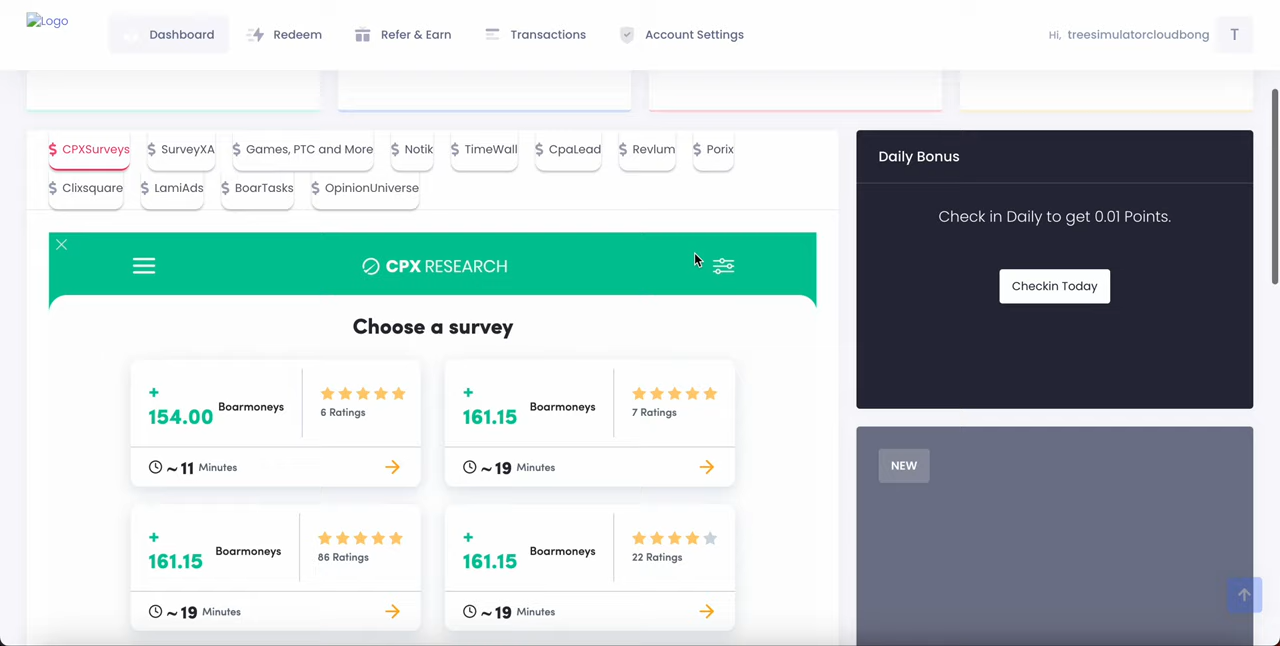 Logo
Dashboard
Redeem
Refer & Earn
Transactions
Account Settings
Hi, treesimulatorcloudbong
T
$ CPXSurveys
$ SurveyXA
$ Games, PTC and More
$ Notik
$ TimeWall
$ CpaLead
$ Revlum
$ Porix
$ Clixsquare
$ LamiAds
$ BoarTasks
$ OpinionUniverse
CPX RESEARCH
Choose a survey
+
154.00 Boarmoneys
6 Ratings
~ 11 Minutes
+
161.15 Boarmoneys
7 Ratings
~ 19 Minutes
+
161.15 Boarmoneys
86 Ratings
~ 19 Minutes
+
161.15 Boarmoneys
22 Ratings
~ 19 Minutes
Daily Bonus
Check in Daily to get 0.01 Points.
Checkin Today
NEW